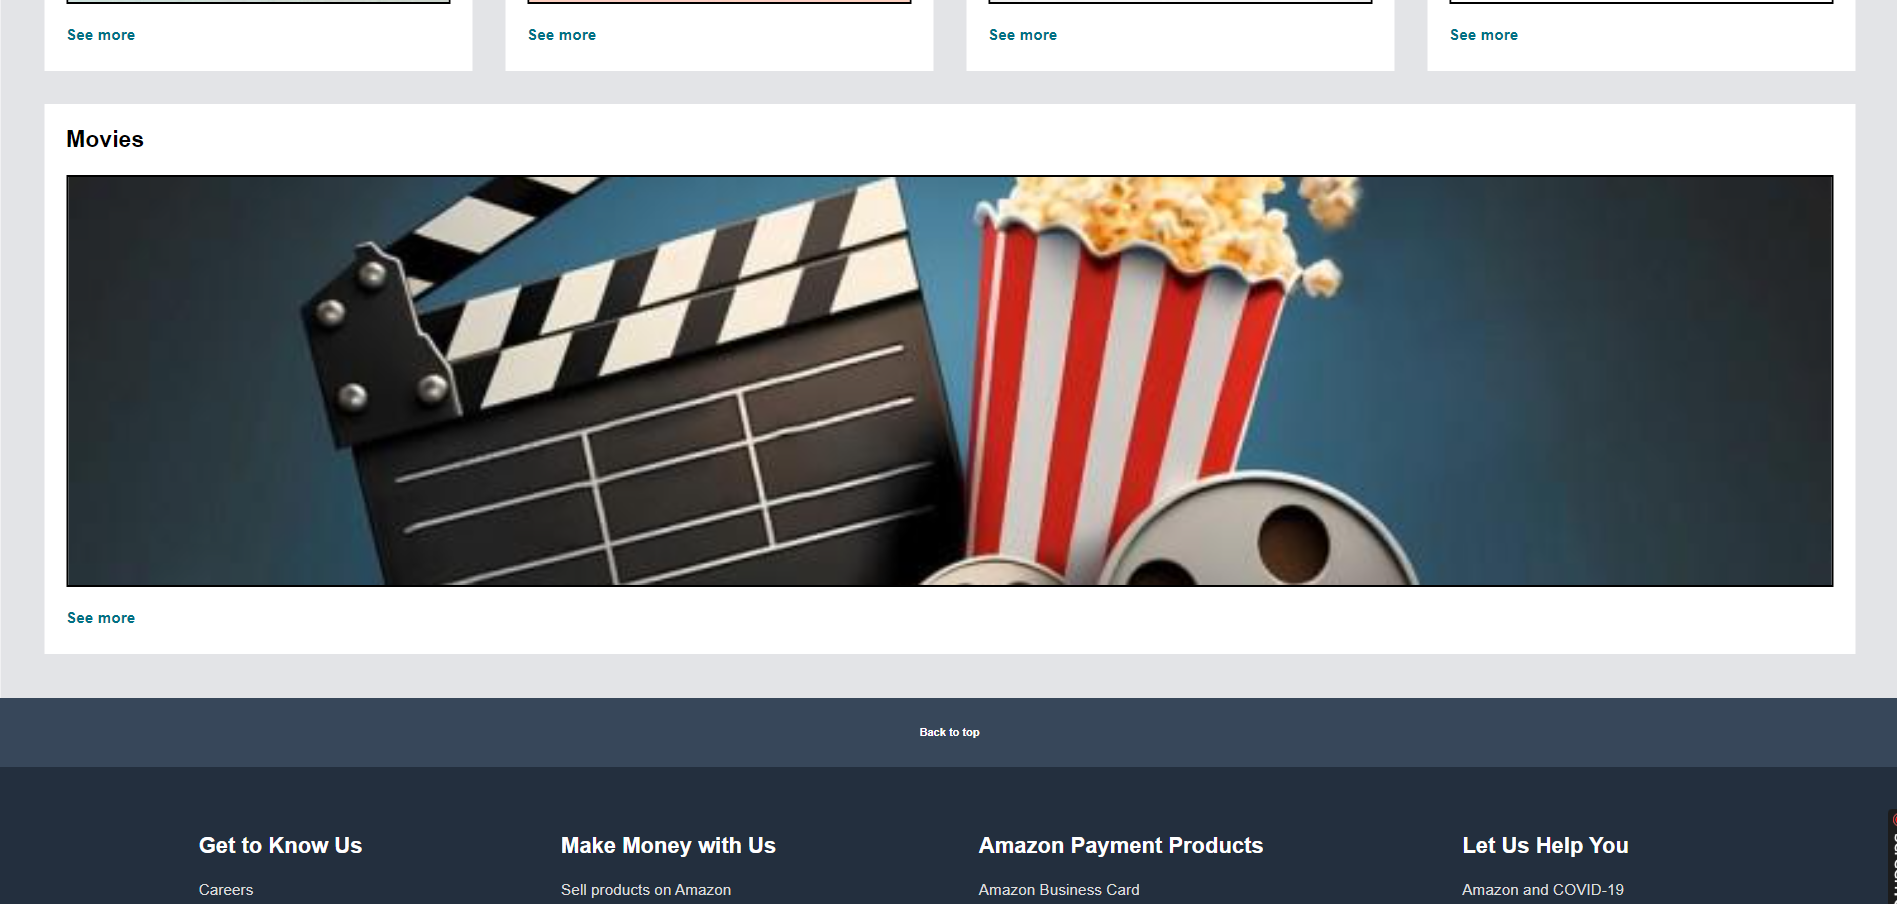 See more See more See more See more
Movies
See more
Back to top
Get to Know Us Make Money with Us Amazon Payment Products Let Us Help You
Careers Sell products on Amazon Amazon Business Card Amazon and COVID-19